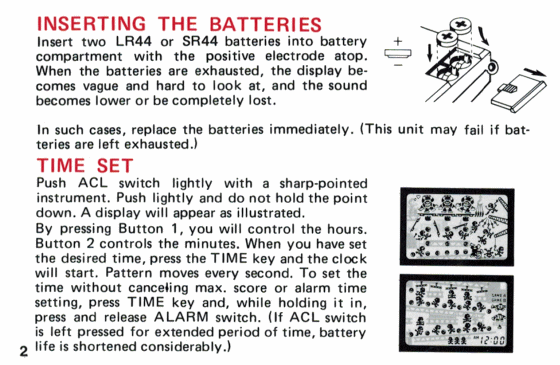 INSERTING THE BATTERIES
Insert two LR44 or SR44 batteries into battery
compartment with the positive electrode atop.
When the batteries are exhausted, the display be-
comes vague and hard to look at, and the sound
becomes lower or be completely lost.
+
−
In such cases, replace the batteries immediately. (This unit may fail if bat-
teries are left exhausted.)
TIME SET
Push ACL switch lightly with a sharp-pointed
instrument. Push lightly and do not hold the point
down. A display will appear as illustrated.
By pressing Button 1, you will control the hours.
Button 2 controls the minutes. When you have set
the desired time, press the TIME key and the clock
will start. Pattern moves every second. To set the
time without canceling max. score or alarm time
setting, press TIME key and, while holding it in,
press and release ALARM switch. (If ACL switch
is left pressed for extended period of time, battery
life is shortened considerably.)
GAME A
GAME B
12:00
2